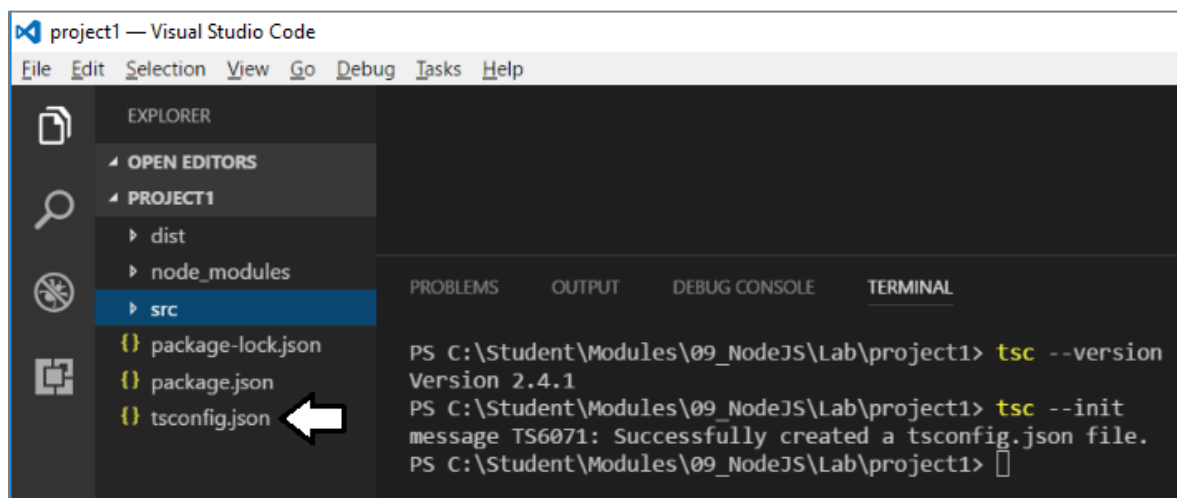 project1 — Visual Studio Code
File Edit Selection View Go Debug Tasks Help
EXPLORER
OPEN EDITORS
PROJECT1
dist
node_modules
src
{} package-lock.json
{} package.json
{} tsconfig.json
PROBLEMS OUTPUT DEBUG CONSOLE TERMINAL
PS C:\Student\Modules\09_NodeJS\Lab\project1> tsc --version
Version 2.4.1
PS C:\Student\Modules\09_NodeJS\Lab\project1> tsc --init
message TS6071: Successfully created a tsconfig.json file.
PS C:\Student\Modules\09_NodeJS\Lab\project1>